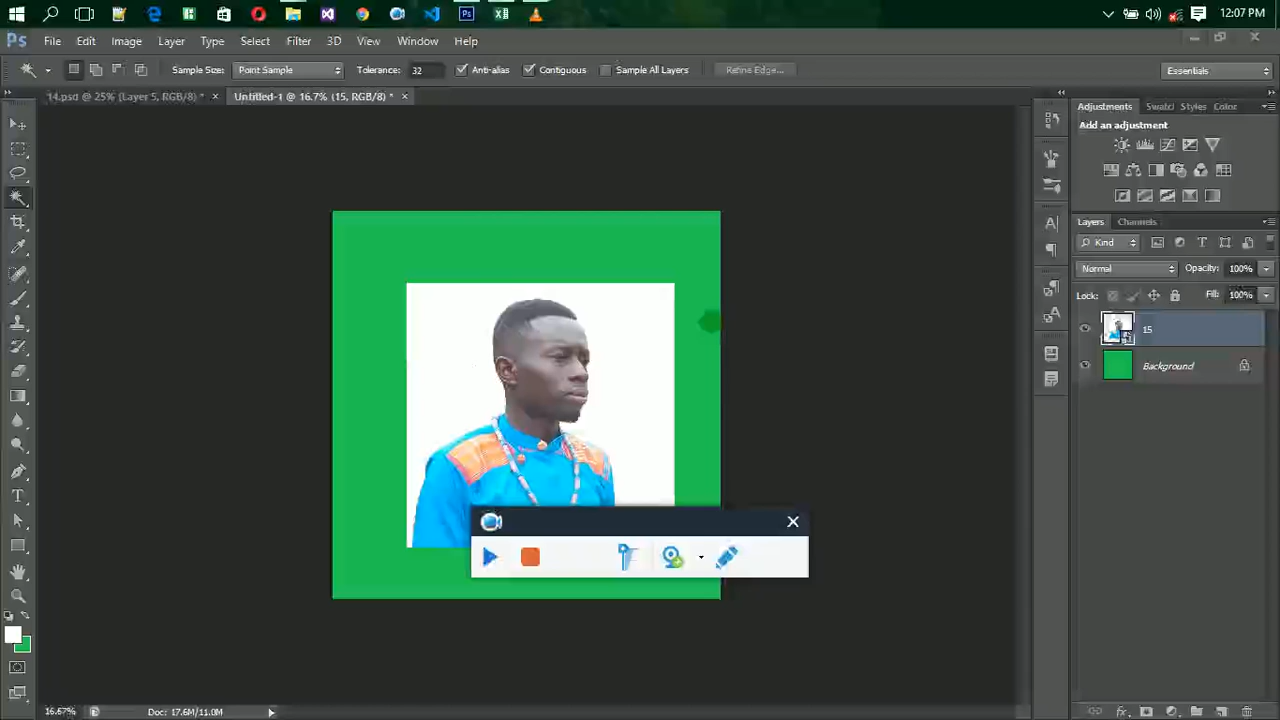 12:07 PM
Ps File Edit Image Layer Type Select Filter 3D View Window Help
Sample Size: Point Sample Tolerance: 32 Anti-alias Contiguous Sample All Layers Refine Edge... Essentials
14.psd @ 25% (Layer 5, RGB/8) * × Untitled-1 @ 16.7% (15, RGB/8) * ×
Adjustments Swatcl Styles Color
Add an adjustment
Layers Channels
Kind
Normal Opacity: 100%
Lock: Fill: 100%
15
Background
16.67% Doc: 17.6M/11.0M